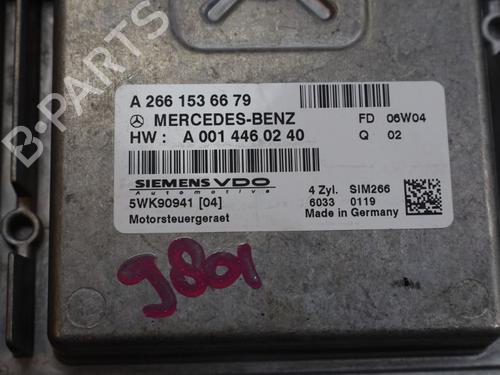 B-PARTS
A 266 153 66 79
MERCEDES-BENZ FD 06W04
HW : A 001 446 02 40 Q 02
SIEMENS VDO
Automotive
4 Zyl. SIM266
5WK90941 [04] 6033 0119
Motorsteuergeraet Made in Germany
J801